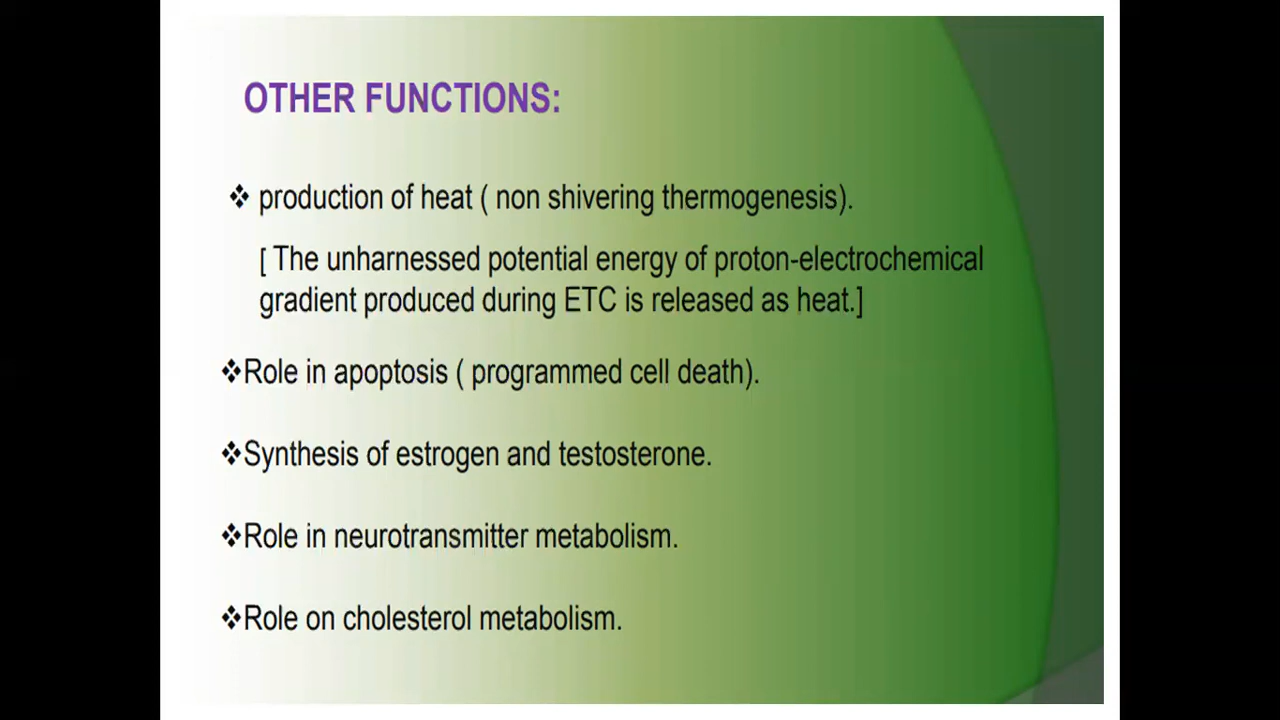 OTHER FUNCTIONS:
❖ production of heat ( non shivering thermogenesis).
[ The unharnessed potential energy of proton-electrochemical
gradient produced during ETC is released as heat.]
❖Role in apoptosis ( programmed cell death).
❖Synthesis of estrogen and testosterone.
❖Role in neurotransmitter metabolism.
❖Role on cholesterol metabolism.